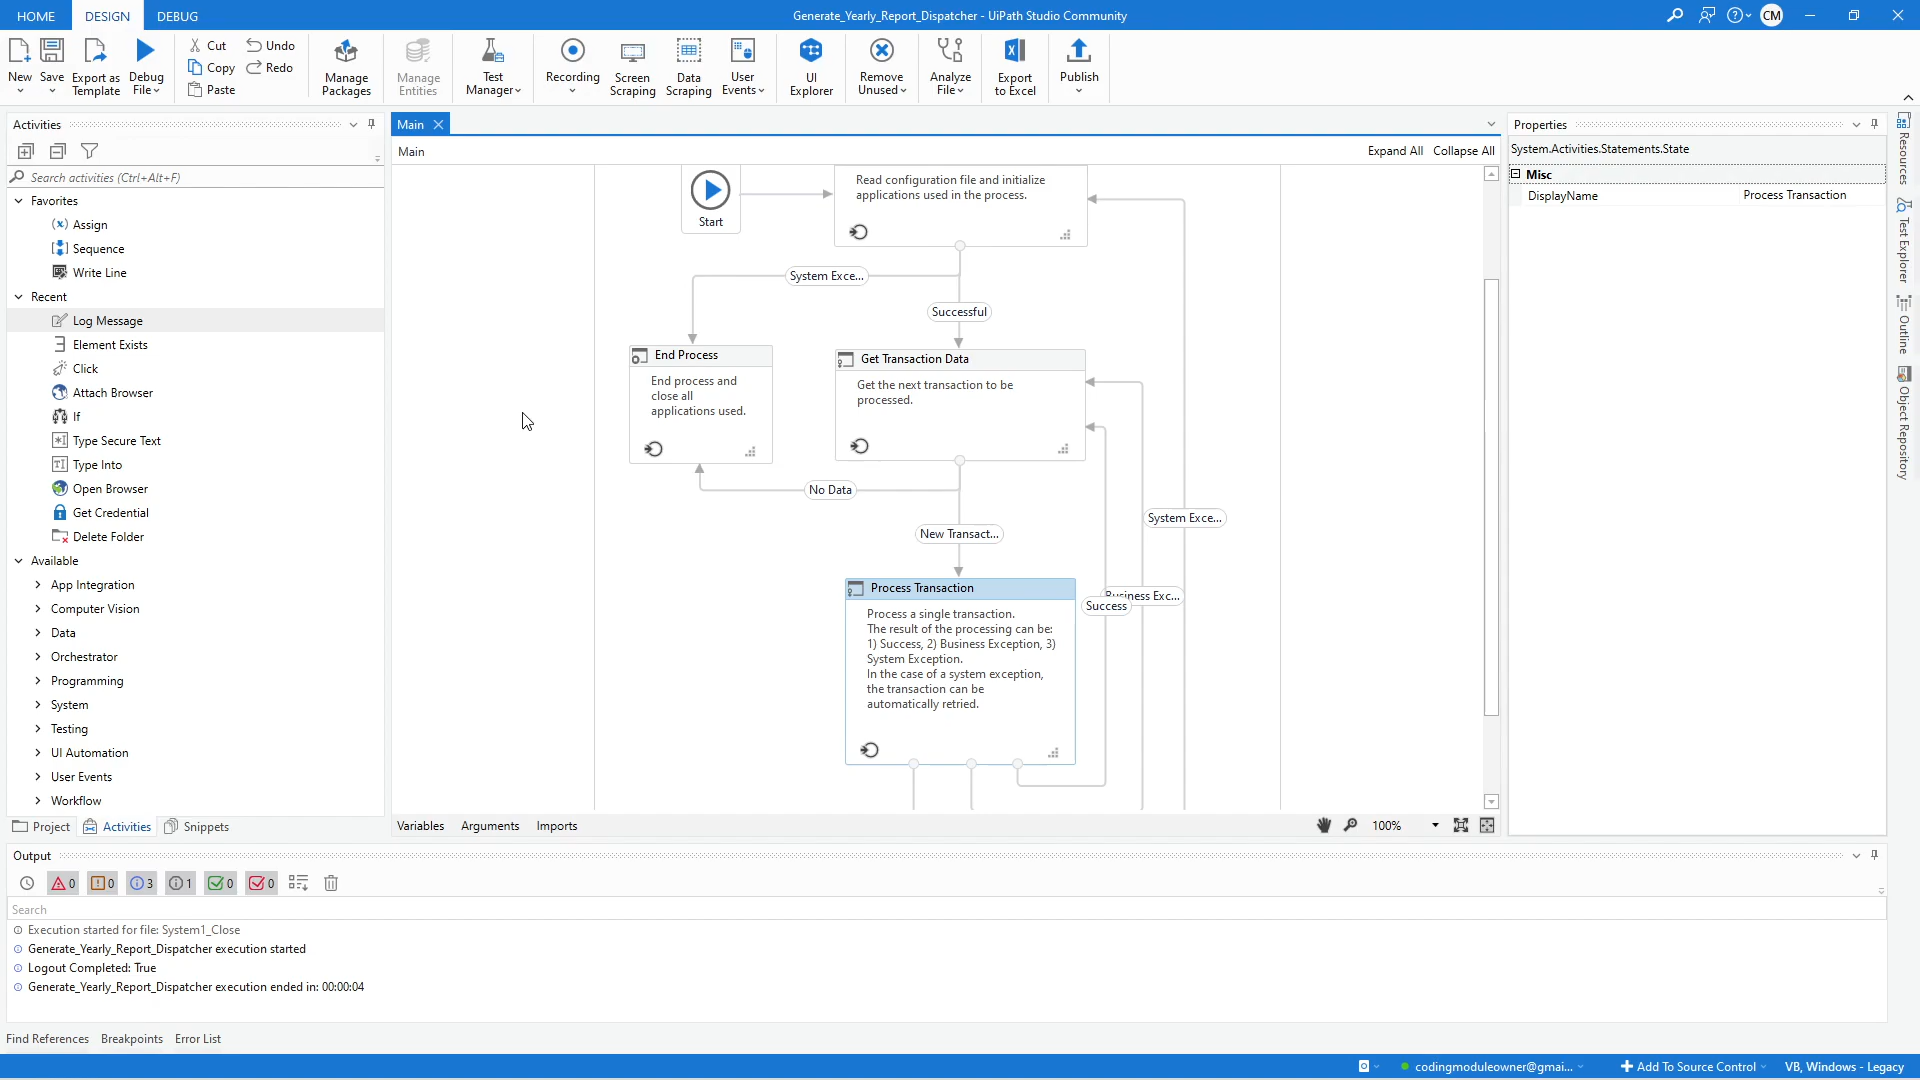 HOME
DESIGN
DEBUG
Generate_Yearly_Report_Dispatcher - UiPath Studio Community
CM
New
Save
Export as
Template
Debug
File
Cut
Copy
Paste
Undo
Redo
Manage
Packages
Manage
Entities
Test
Manager
Recording
Screen
Scraping
Data
Scraping
User
Events
UI
Explorer
Remove
Unused
Analyze
File
Export
to Excel
Publish
Activities
Search activities (Ctrl+Alt+F)
Favorites
Assign
Sequence
Write Line
Recent
Log Message
Element Exists
Click
Attach Browser
If
Type Secure Text
Type Into
Open Browser
Get Credential
Delete Folder
Available
App Integration
Computer Vision
Data
Orchestrator
Programming
System
Testing
UI Automation
User Events
Workflow
Project
Activities
Snippets
Main
Main
Expand All
Collapse All
Start
Read configuration file and initialize
applications used in the process.
System Exce...
Successful
End Process
End process and
close all
applications used.
Get Transaction Data
Get the next transaction to be
processed.
No Data
New Transact...
System Exce...
Business Exc...
Success
Process Transaction
Process a single transaction.
The result of the processing can be:
1) Success, 2) Business Exception, 3)
System Exception.
In the case of a system exception,
the transaction can be
automatically retried.
Variables
Arguments
Imports
100%
Properties
System.Activities.Statements.State
Misc
DisplayName
Process Transaction
Resources
Test Explorer
Outline
Object Repository
Output
0
0
3
1
0
0
Search
Execution started for file: System1_Close
Generate_Yearly_Report_Dispatcher execution started
Logout Completed: True
Generate_Yearly_Report_Dispatcher execution ended in: 00:00:04
Find References
Breakpoints
Error List
codingmoduleowner@gmai...
Add To Source Control
VB, Windows - Legacy